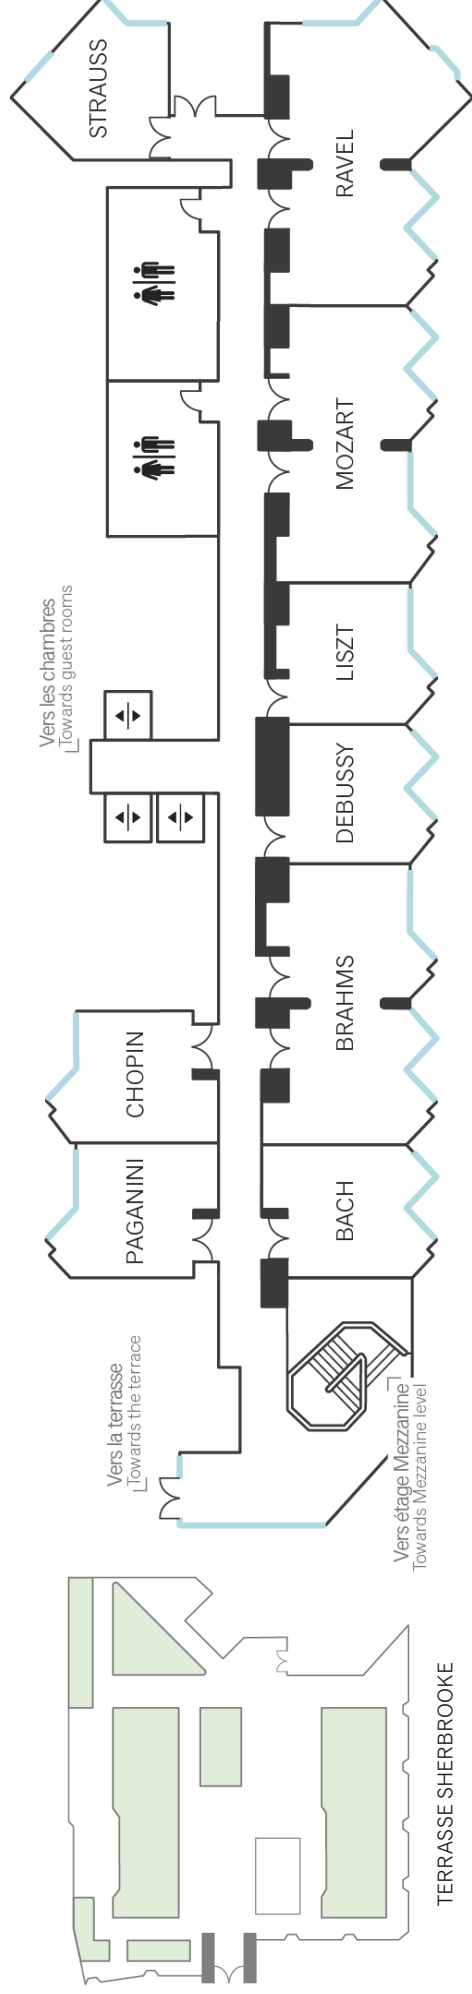 STRAUSS
RAVEL
MOZART
Vers les chambres
Towards guest rooms
LISZT
DEBUSSY
CHOPIN
BRAHMS
PAGANINI
BACH
Vers la terrasse
Towards the terrace
Vers étage Mezzanine
Towards Mezzanine level
TERRASSE SHERBROOKE